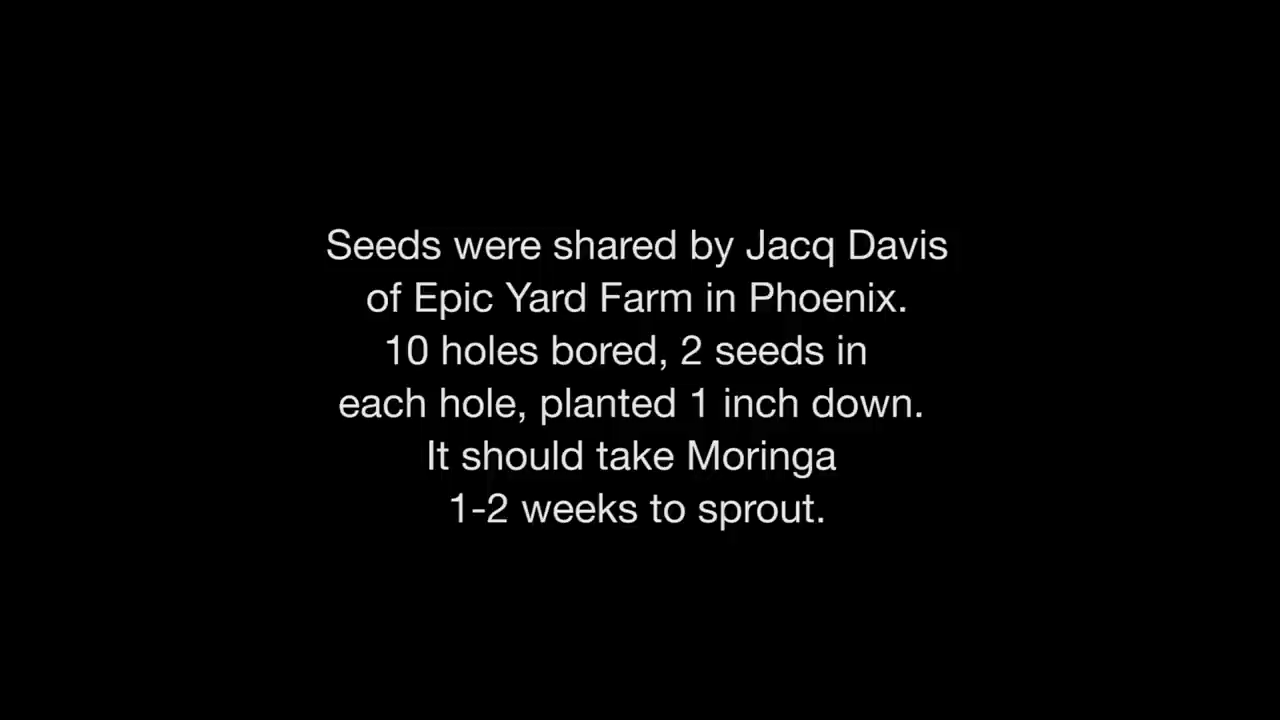 Seeds were shared by Jacq Davis
of Epic Yard Farm in Phoenix.
10 holes bored, 2 seeds in
each hole, planted 1 inch down.
It should take Moringa
1-2 weeks to sprout.